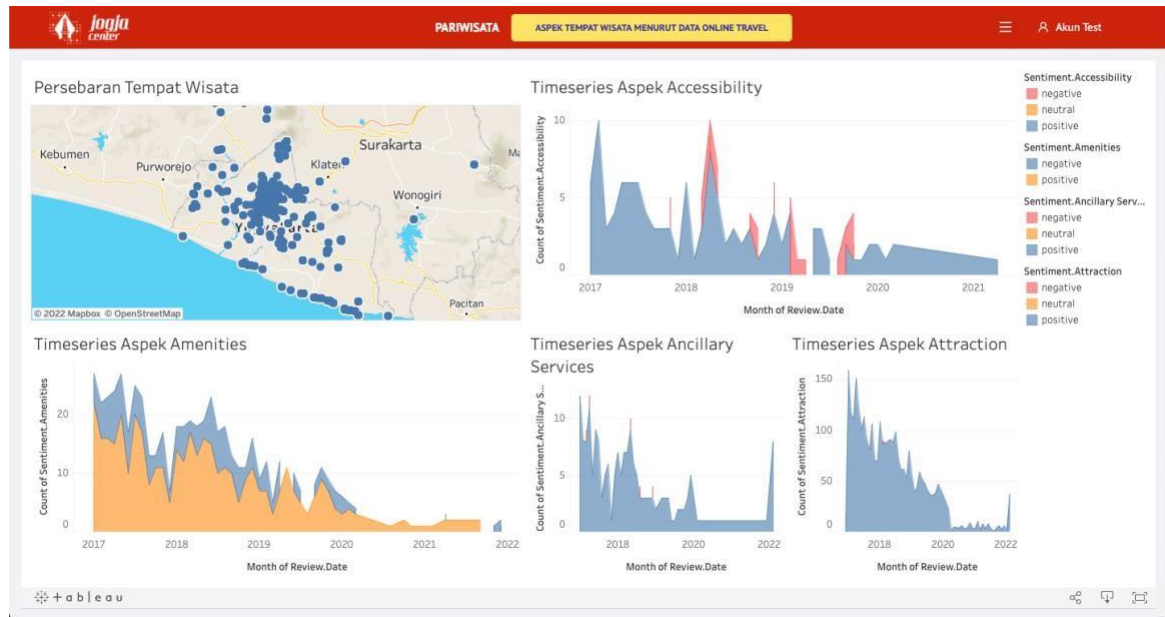 jogja
center
PARIWISATA
ASPEK TEMPAT WISATA MENURUT DATA ONLINE TRAVEL
Akun Test
Persebaran Tempat Wisata
Kebumen
Purworejo
Klaten
Surakarta
Wonogiri
Pacitan
© 2022 Mapbox © OpenStreetMap
Timeseries Aspek Accessibility
Count of Sentiment.Accessibility
10
5
0
2017 2018 2019 2020 2021
Month of Review.Date
Sentiment.Accessibility
negative
neutral
positive
Sentiment.Amenities
negative
positive
Sentiment.Ancillary Serv...
negative
neutral
positive
Sentiment.Attraction
negative
neutral
positive
Timeseries Aspek Amenities
Count of Sentiment.Amenities
20
10
0
2017 2018 2019 2020 2021 2022
Month of Review.Date
Timeseries Aspek Ancillary
Services
Count of Sentiment.Ancillary S...
10
5
0
2018 2020 2022
Month of Review.Date
Timeseries Aspek Attraction
Count of Sentiment.Attraction
150
100
50
0
2018 2020 2022
Month of Review.Date
+ a b | e a u